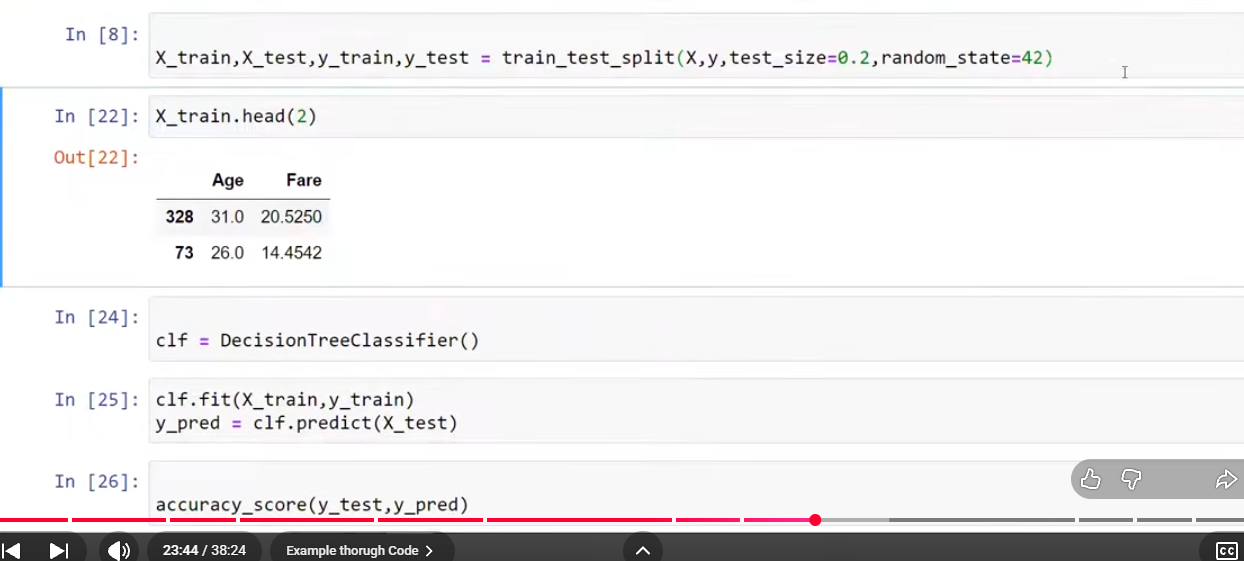 In [8]:
X_train,X_test,y_train,y_test = train_test_split(X,y,test_size=0.2,random_state=42)
In [22]: X_train.head(2)
Out[22]:
Age Fare
328 31.0 20.5250
73 26.0 14.4542
In [24]:
clf = DecisionTreeClassifier()
In [25]: clf.fit(X_train,y_train)
y_pred = clf.predict(X_test)
In [26]:
accuracy_score(y_test,y_pred)
23:44 / 38:24 Example thorugh Code CC